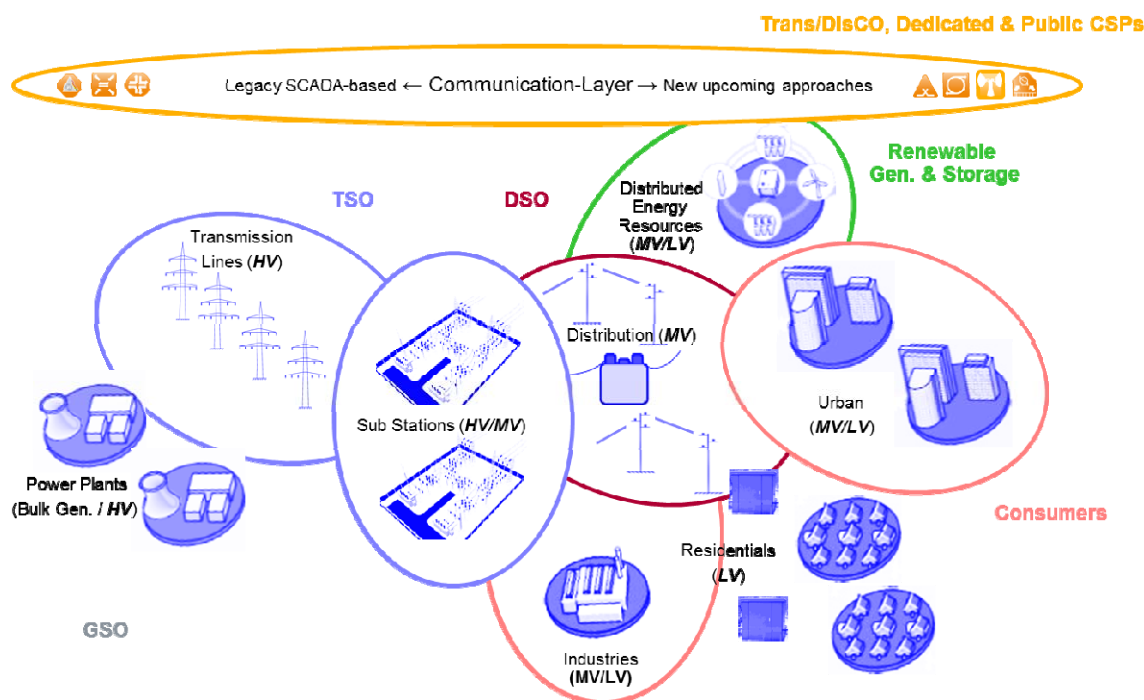 Trans/DisCO, Dedicated & Public CSPs
Legacy SCADA-based ← Communication-Layer → New upcoming approaches
Renewable
Gen. & Storage
TSO
DSO
Distributed
Energy
Resources
(MV/LV)
Transmission
Lines (HV)
Distribution (MV)
Urban
(MV/LV)
Sub Stations (HV/MV)
Power Plants
(Bulk Gen. / HV)
Consumers
Residentials
(LV)
GSO
Industries
(MV/LV)